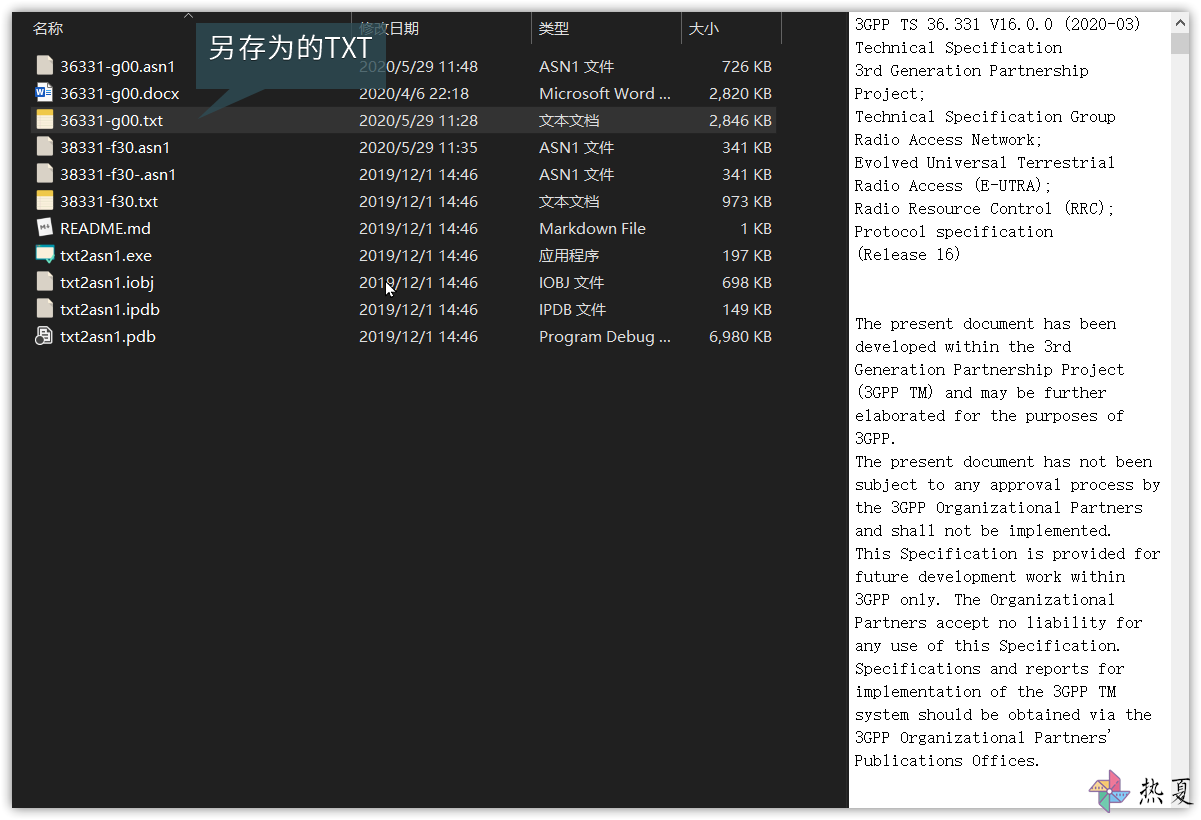 名称 修改日期 类型 大小
另存为的TXT
36331-g00.asn1 2020/5/29 11:48 ASN1 文件 726 KB
36331-g00.docx 2020/4/6 22:18 Microsoft Word ... 2,820 KB
36331-g00.txt 2020/5/29 11:28 文本文档 2,846 KB
38331-f30.asn1 2020/5/29 11:35 ASN1 文件 341 KB
38331-f30-.asn1 2019/12/1 14:46 ASN1 文件 341 KB
38331-f30.txt 2019/12/1 14:46 文本文档 973 KB
README.md 2019/12/1 14:46 Markdown File 1 KB
txt2asn1.exe 2019/12/1 14:46 应用程序 197 KB
txt2asn1.iobj 2019/12/1 14:46 IOBJ 文件 698 KB
txt2asn1.ipdb 2019/12/1 14:46 IPDB 文件 149 KB
txt2asn1.pdb 2019/12/1 14:46 Program Debug ... 6,980 KB
3GPP TS 36.331 V16.0.0 (2020-03)
Technical Specification
3rd Generation Partnership
Project;
Technical Specification Group
Radio Access Network;
Evolved Universal Terrestrial
Radio Access (E-UTRA);
Radio Resource Control (RRC);
Protocol specification
(Release 16)
The present document has been
developed within the 3rd
Generation Partnership Project
(3GPP TM) and may be further
elaborated for the purposes of
3GPP.
The present document has not been
subject to any approval process by
the 3GPP Organizational Partners
and shall not be implemented.
This Specification is provided for
future development work within
3GPP only. The Organizational
Partners accept no liability for
any use of this Specification.
Specifications and reports for
implementation of the 3GPP TM
system should be obtained via the
3GPP Organizational Partners'
Publications Offices.
热夏